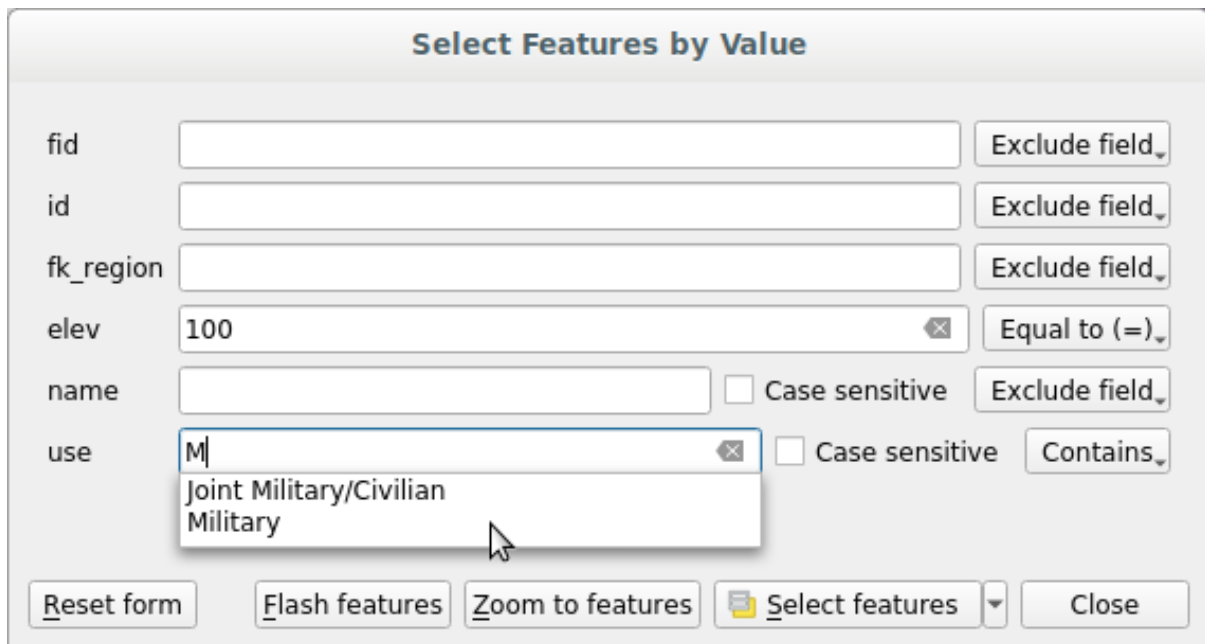 Select Features by Value
fid Exclude field
id Exclude field
fk_region Exclude field
elev 100 Equal to (=)
name Case sensitive Exclude field
use M Case sensitive Contains
Joint Military/Civilian
Military
Reset form Flash features Zoom to features Select features Close